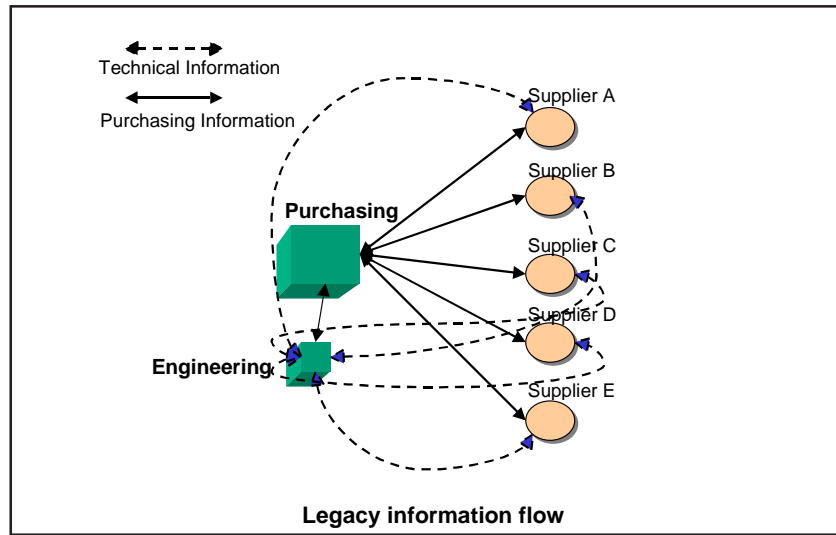 Technical Information
Purchasing Information
Supplier A
Supplier B
Purchasing
Supplier C
Supplier D
Engineering
Supplier E
Legacy information flow